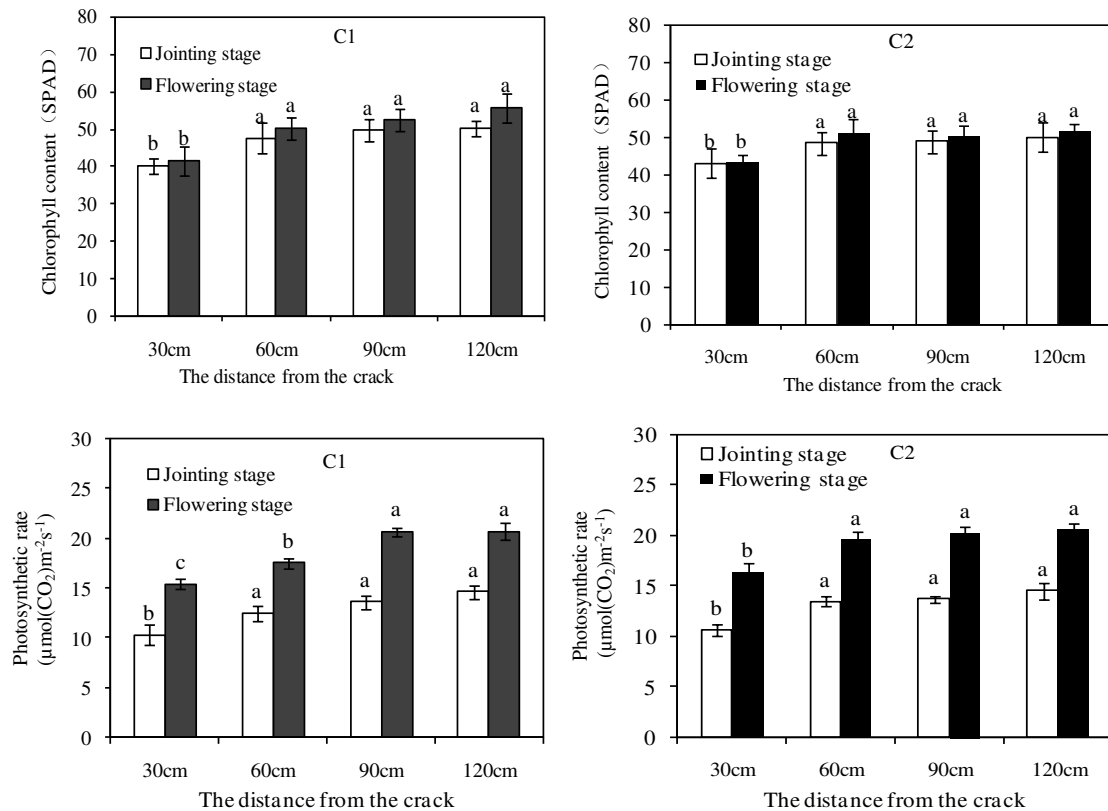 C1
Jointing stage
Flowering stage
Chlorophyll content（SPAD）
80
70
60
50
40
30
20
10
0
b b a a a a a a
30cm 60cm 90cm 120cm
The distance from the crack
C2
Jointing stage
Flowering stage
Chlorophyll content（SPAD）
80
70
60
50
40
30
20
10
0
b b a a a a a a
30cm 60cm 90cm 120cm
The distance from the crack
C1
Jointing stage
Flowering stage
Photosynthetic rate
(μmol(CO₂)m⁻²s⁻¹)
30
25
20
15
10
5
0
b c a b a a a a
30cm 60cm 90cm 120cm
The distance from the crack
C2
Jointing stage
Flowering stage
Photosynthetic rate
(μmol(CO₂)m⁻²s⁻¹)
30
25
20
15
10
5
0
b b a a a a a a
30cm 60cm 90cm 120cm
The distance from the crack